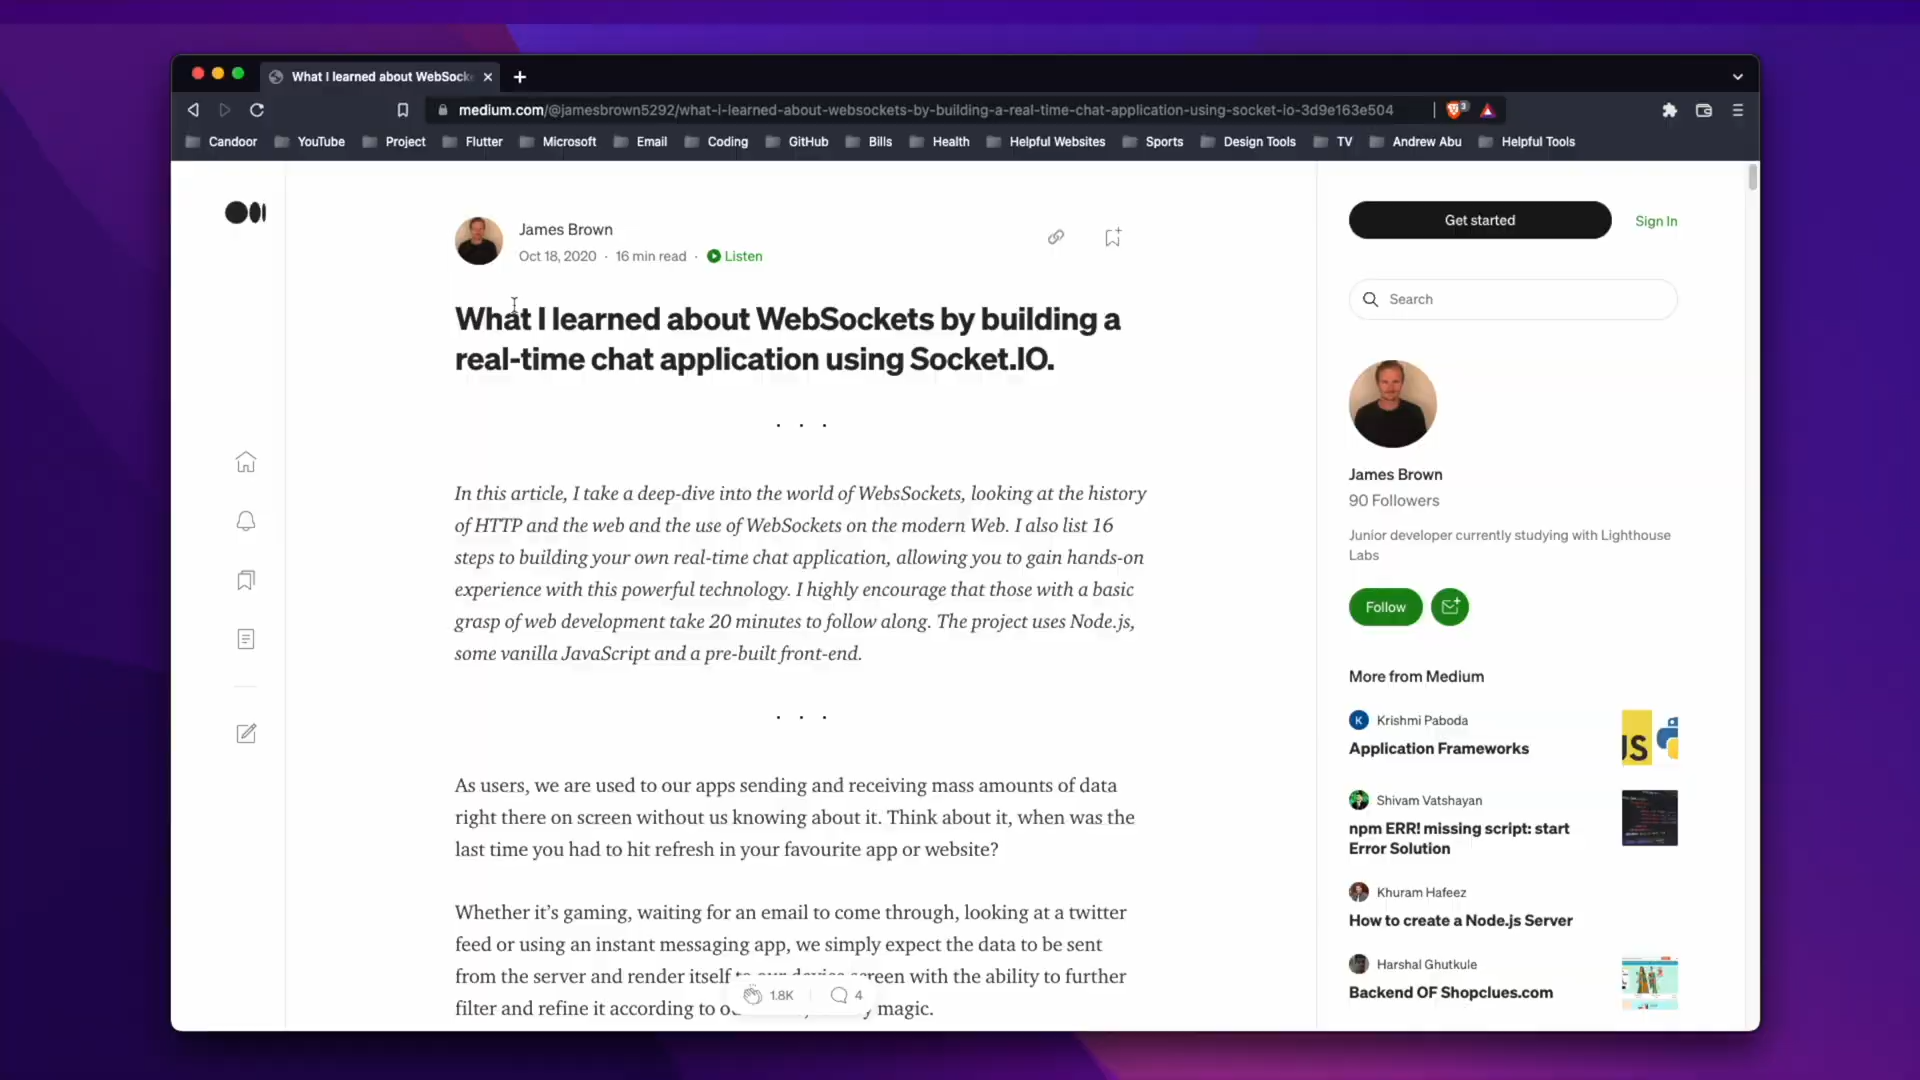 What I learned about WebSocke
medium.com/@jamesbrown5292/what-i-learned-about-websockets-by-building-a-real-time-chat-application-using-socket-io-3d9e163e504
3
Candoor YouTube Project Flutter Microsoft Email Coding GitHub Bills Health Helpful Websites Sports Design Tools TV Andrew Abu Helpful Tools
James Brown
Oct 18, 2020 · 16 min read · Listen
What I learned about WebSockets by building a
real-time chat application using Socket.IO.
. . .
In this article, I take a deep-dive into the world of WebsSockets, looking at the history
of HTTP and the web and the use of WebSockets on the modern Web. I also list 16
steps to building your own real-time chat application, allowing you to gain hands-on
experience with this powerful technology. I highly encourage that those with a basic
grasp of web development take 20 minutes to follow along. The project uses Node.js,
some vanilla JavaScript and a pre-built front-end.
. . .
As users, we are used to our apps sending and receiving mass amounts of data
right there on screen without us knowing about it. Think about it, when was the
last time you had to hit refresh in your favourite app or website?
Whether it's gaming, waiting for an email to come through, looking at a twitter
feed or using an instant messaging app, we simply expect the data to be sent
from the server and render itself screen with the ability to further
filter and refine it according to magic.
1.8K 4
Get started Sign In
Search
James Brown
90 Followers
Junior developer currently studying with Lighthouse
Labs
Follow
More from Medium
K Krishmi Paboda
Application Frameworks
JS
Shivam Vatshayan
npm ERR! missing script: start
Error Solution
Khuram Hafeez
How to create a Node.js Server
Harshal Ghutkule
Backend OF Shopclues.com